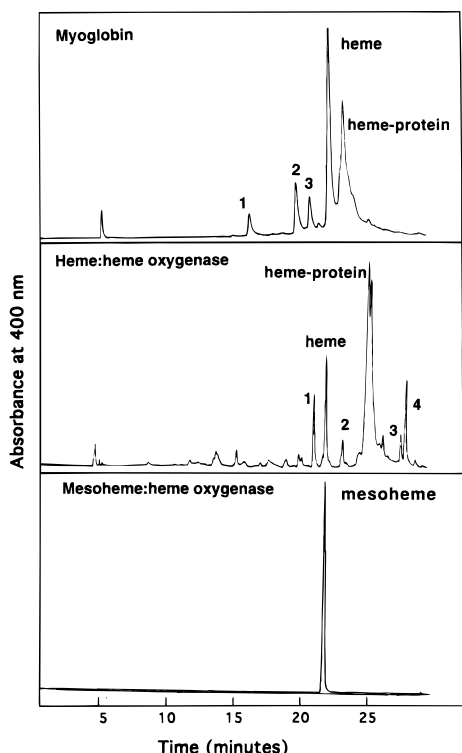 Myoglobin
heme
heme-protein
1
2
3
Heme:heme oxygenase
heme-protein
heme
1
2
3
4
Mesoheme:heme oxygenase
mesoheme
Absorbance at 400 nm
5 10 15 20 25
Time (minutes)